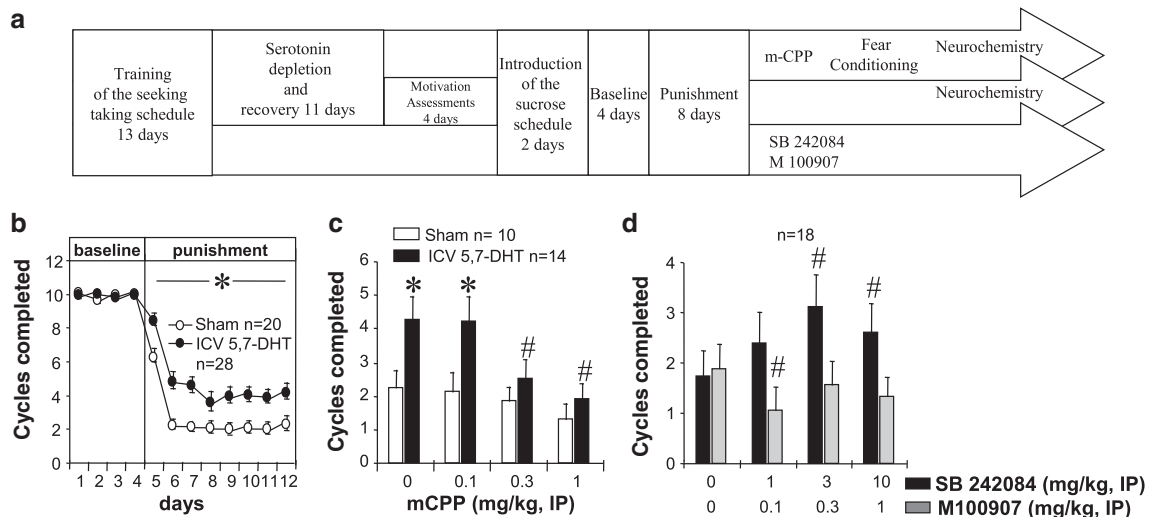 a
Training
of the seeking
taking schedule
13 days
Serotonin
depletion
and
recovery 11 days
Motivation
Assessments
4 days
Introduction
of the
sucrose
schedule
2 days
Baseline
4 days
Punishment
8 days
m-CPP
Fear
Conditioning
Neurochemistry
Neurochemistry
SB 242084
M 100907
b
baseline
punishment
*
Sham n=20
ICV 5,7-DHT
n=28
Cycles completed
12
10
8
6
4
2
0
1 2 3 4 5 6 7 8 9 10 11 12
days
c
Sham n= 10
ICV 5,7-DHT n=14
Cycles completed
6
5
4
3
2
1
0
* * # #
0 0.1 0.3 1
mCPP (mg/kg, IP)
d
n=18
Cycles completed
4
3
2
1
0
# # #
0 1 3 10 SB 242084 (mg/kg, IP)
0 0.1 0.3 1 M100907 (mg/kg, IP)